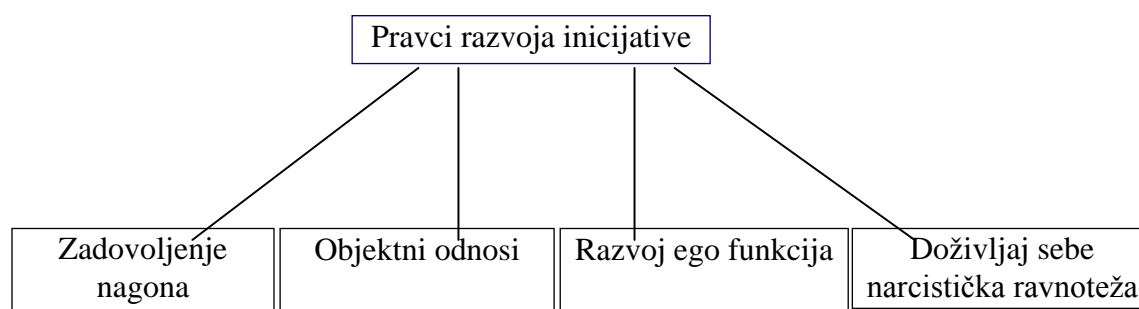 Pravci razvoja inicijative
Zadovoljenje
nagona
Objektni odnosi
Razvoj ego funkcija
Doživljaj sebe
narcistička ravnoteža